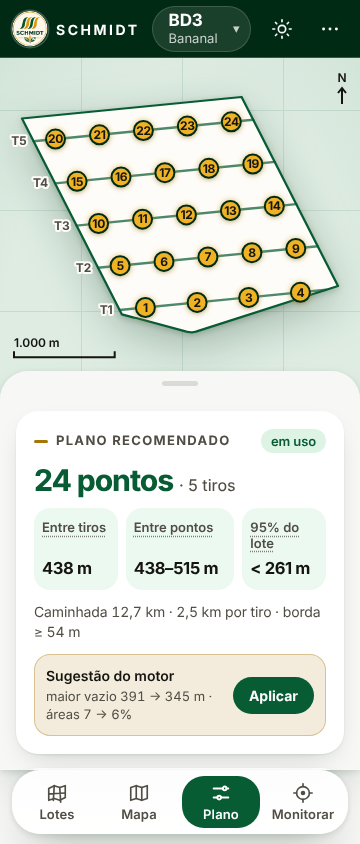 SCHMIDT
SCHMIDT
BD3
Bananal
N
T5 20 21 22 23 24
T4 15 16 17 18 19
T3 10 11 12 13 14
T2 5 6 7 8 9
T1 1 2 3 4
1.000 m
PLANO RECOMENDADO
em uso
24 pontos · 5 tiros
Entre tiros
438 m
Entre pontos
438–515 m
95% do
lote
< 261 m
Caminhada 12,7 km · 2,5 km por tiro · borda
≥ 54 m
Sugestão do motor
maior vazio 391 → 345 m ·
áreas 7 → 6%
Aplicar
Lotes
Mapa
Plano
Monitorar